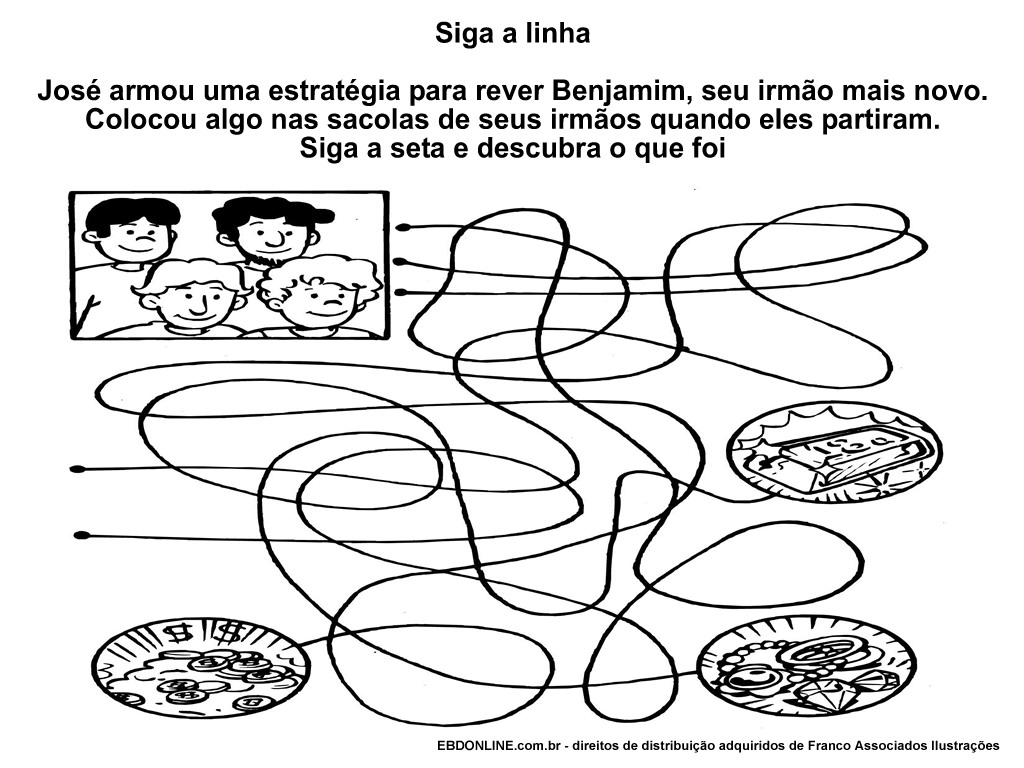 Siga a linha
José armou uma estratégia para rever Benjamim, seu irmão mais novo.
Colocou algo nas sacolas de seus irmãos quando eles partiram.
Siga a seta e descubra o que foi
$ $
EBDONLINE.com.br - direitos de distribuição adquiridos de Franco Associados Ilustrações